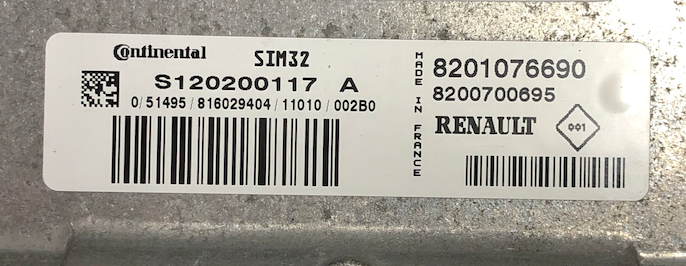 Continental SIM32
S120200117 A
0/51495/816029404/11010/002B0
MADE IN FRANCE
8201076690
8200700695
RENAULT 001